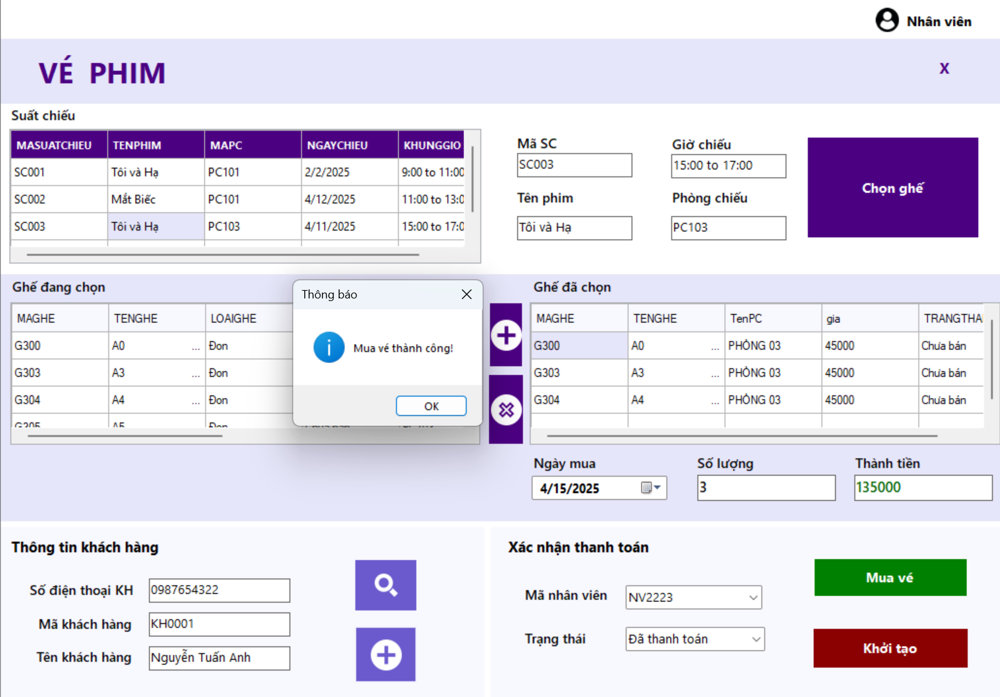 Nhân viên
VÉ PHIM
X
Suất chiếu
MASUATCHIEU TENPHIM MAPC NGAYCHIEU KHUNGGIO
SC001 Tôi và Hạ PC101 2/2/2025 9:00 to 11:00
SC002 Mắt Biếc PC101 4/12/2025 11:00 to 13:0
SC003 Tôi và Hạ PC103 4/11/2025 15:00 to 17:0
Mã SC
SC003
Giờ chiếu
15:00 to 17:00
Tên phim
Tôi và Hạ
Phòng chiếu
PC103
Chọn ghế
Ghế đang chọn
MAGHE TENGHE LOAIGHE
G300 A0 ... Đon
G303 A3 ... Đon
G304 A4 ... Đon
G305 A5 Đon
Thông báo
Mua vé thành công!
OK
Ghế đã chọn
MAGHE TENGHE TenPC gia TRANGTHAI
G300 A0 ... PHÒNG 03 45000 Chưa bán
G303 A3 ... PHÒNG 03 45000 Chưa bán
G304 A4 ... PHÒNG 03 45000 Chưa bán
Ngày mua
4/15/2025
Số lượng
3
Thành tiền
135000
Thông tin khách hàng
Số điện thoại KH 0987654322
Mã khách hàng KH0001
Tên khách hàng Nguyễn Tuấn Anh
Xác nhận thanh toán
Mã nhân viên NV2223
Trạng thái Đã thanh toán
Mua vé
Khởi tạo